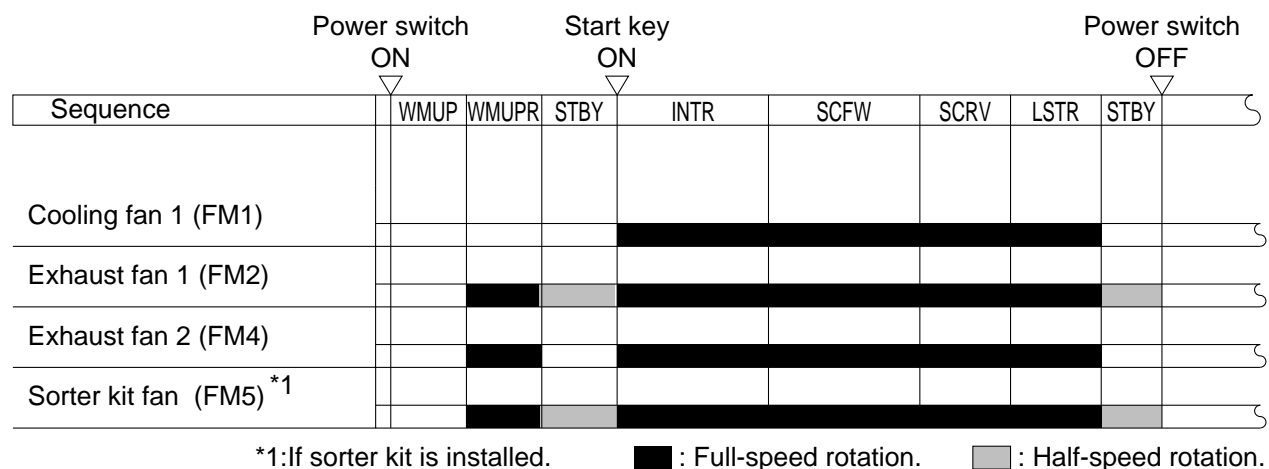 Power switch Start key Power switch
ON ON OFF
Sequence WMUP WMUPR STBY INTR SCFW SCRV LSTR STBY
Cooling fan 1 (FM1)
Exhaust fan 1 (FM2)
Exhaust fan 2 (FM4)
Sorter kit fan (FM5) *1
*1:If sorter kit is installed. : Full-speed rotation. : Half-speed rotation.